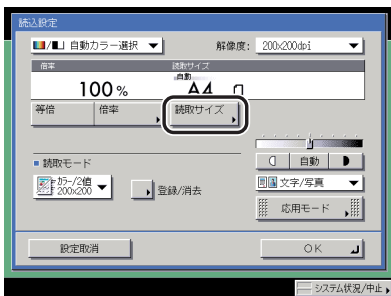 読込設定
自動カラー選択
解像度:
200x200dpi
倍率
読取サイズ
100 %
自動
A4
等倍
倍率
読取サイズ
読取モード
カラー/2値
200x200
登録/消去
自動
文字/写真
応用モード
設定取消
OK
システム状況/中止